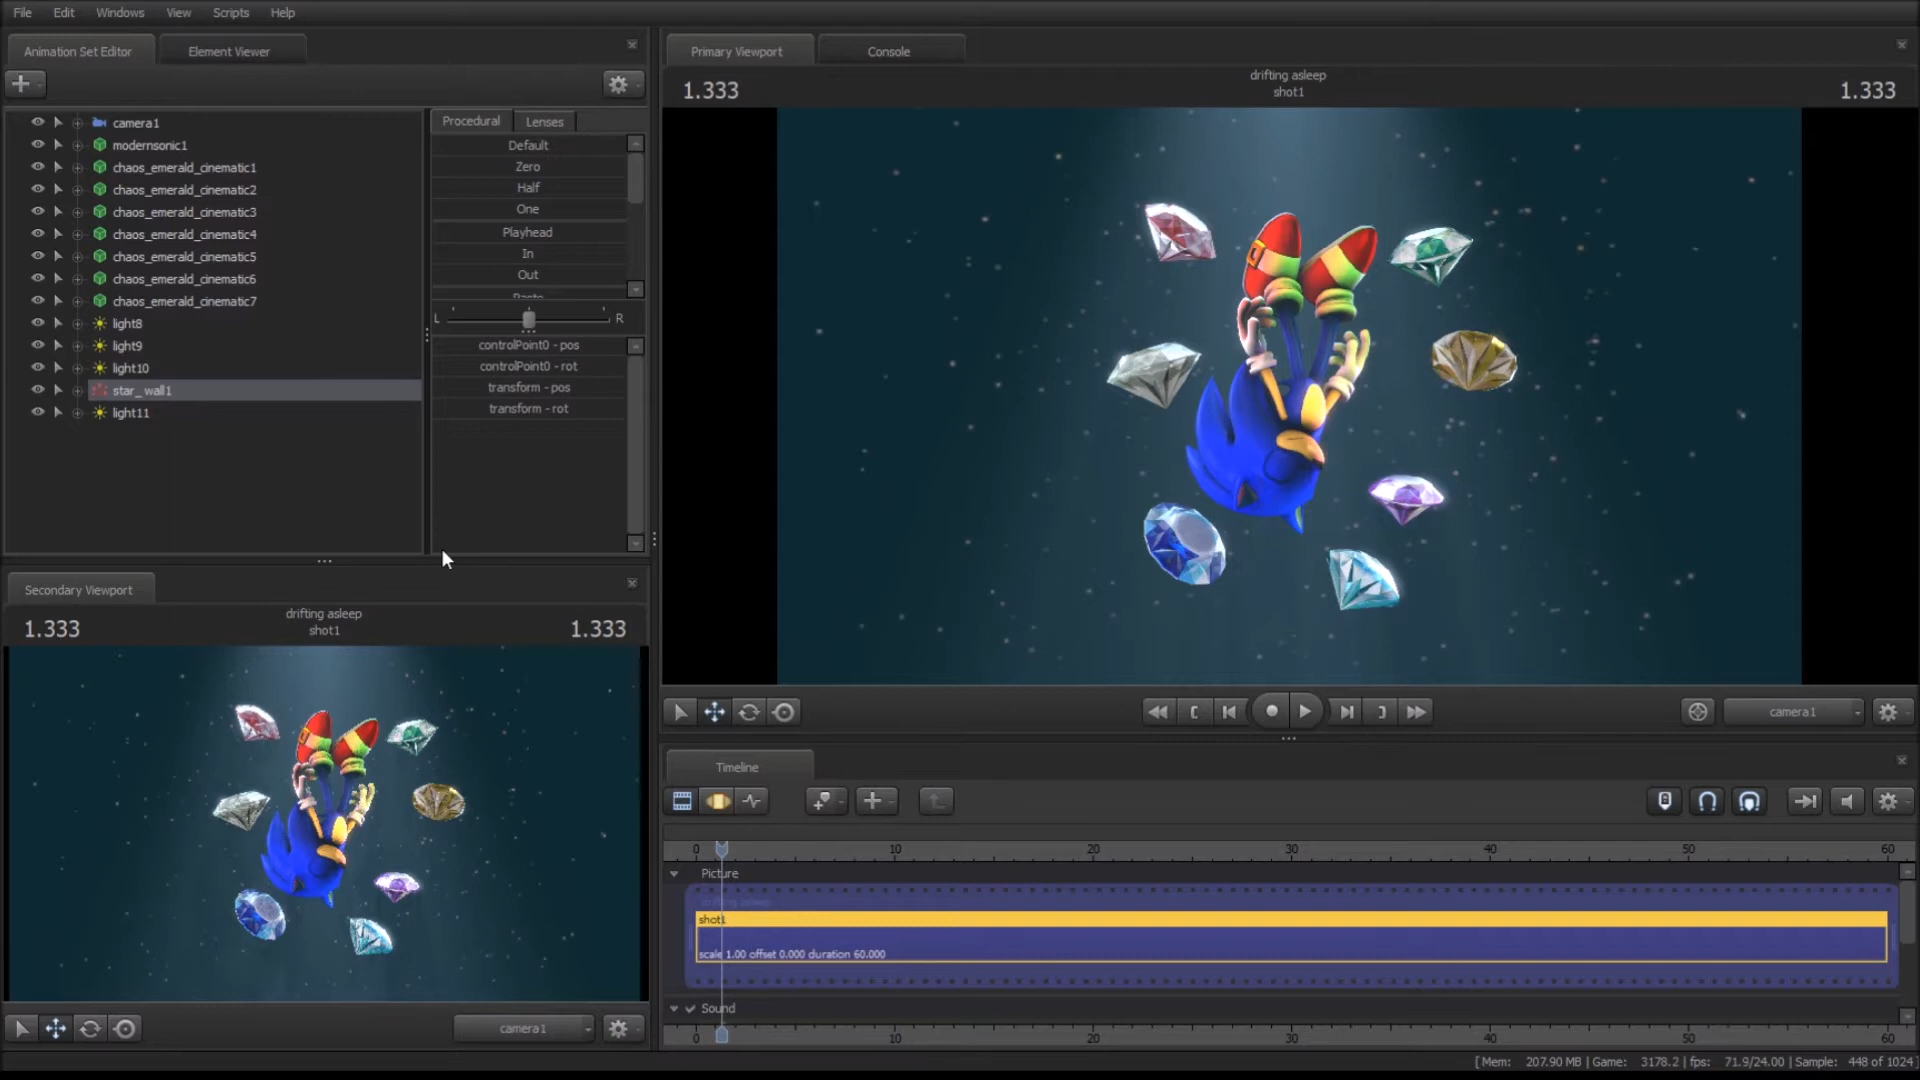 File Edit Windows View Scripts Help
Animation Set Editor Element Viewer
Procedural Lenses
camera1
modernsonic1
chaos_emerald_cinematic1
chaos_emerald_cinematic2
chaos_emerald_cinematic3
chaos_emerald_cinematic4
chaos_emerald_cinematic5
chaos_emerald_cinematic6
chaos_emerald_cinematic7
light8
light9
light10
star_wall1
light11
Default
Zero
Half
One
Playhead
In
Out
L R
controlPoint0 - pos
controlPoint0 - rot
transform - pos
transform - rot
Secondary Viewport
drifting asleep
1.333 shot1 1.333
camera1
Primary Viewport Console
drifting asleep
1.333 shot1 1.333
camera1
Timeline
0 10 20 30 40 50 60
Picture
drifting asleep
shot1
scale 1.00 offset 0.000 duration 60.000
Sound
0 10 20 30 40 50 60
[ Mem: 207.90 MB | Game: 3178.2 | fps: 71.9/24.00 | Sample: 448 of 1024 ]